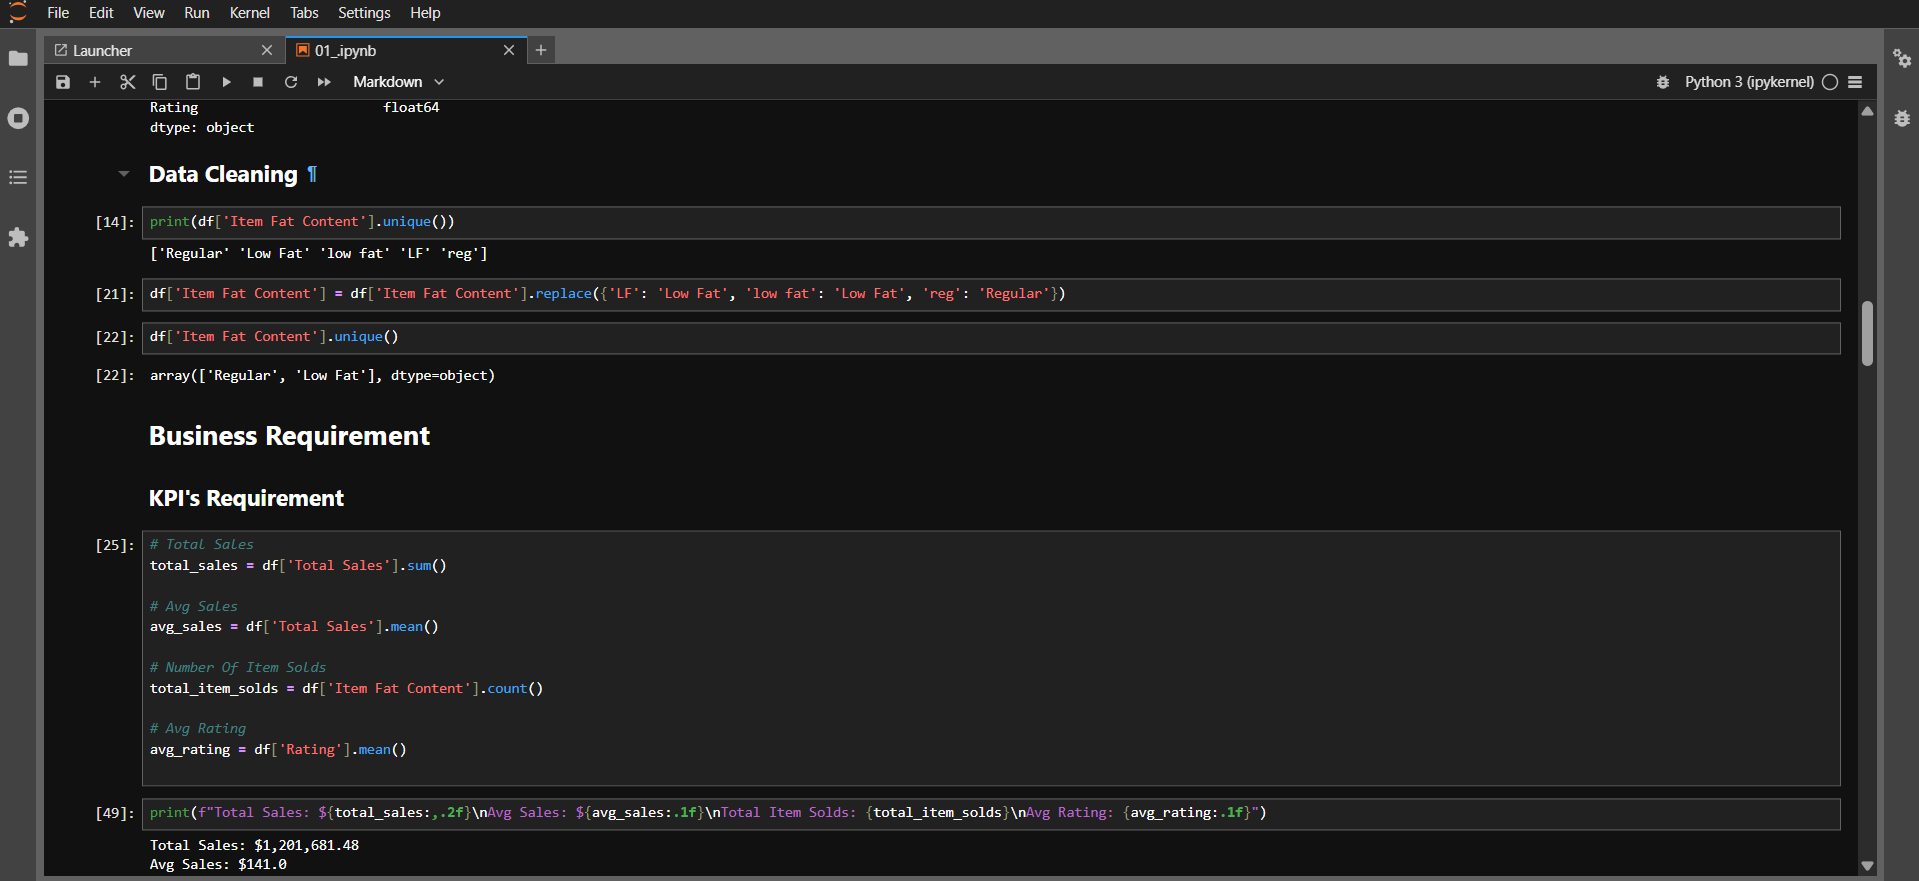 File Edit View Run Kernel Tabs Settings Help
Launcher
01_.ipynb
Markdown
Python 3 (ipykernel)
Rating float64
dtype: object
Data Cleaning ¶
[14]: print(df['Item Fat Content'].unique())
['Regular' 'Low Fat' 'low fat' 'LF' 'reg']
[21]: df['Item Fat Content'] = df['Item Fat Content'].replace({'LF': 'Low Fat', 'low fat': 'Low Fat', 'reg': 'Regular'})
[22]: df['Item Fat Content'].unique()
[22]: array(['Regular', 'Low Fat'], dtype=object)
Business Requirement
KPI's Requirement
[25]: # Total Sales
total_sales = df['Total Sales'].sum()
# Avg Sales
avg_sales = df['Total Sales'].mean()
# Number Of Item Solds
total_item_solds = df['Item Fat Content'].count()
# Avg Rating
avg_rating = df['Rating'].mean()
[49]: print(f"Total Sales: ${total_sales:,.2f}\nAvg Sales: ${avg_sales:.1f}\nTotal Item Solds: {total_item_solds}\nAvg Rating: {avg_rating:.1f}")
Total Sales: $1,201,681.48
Avg Sales: $141.0